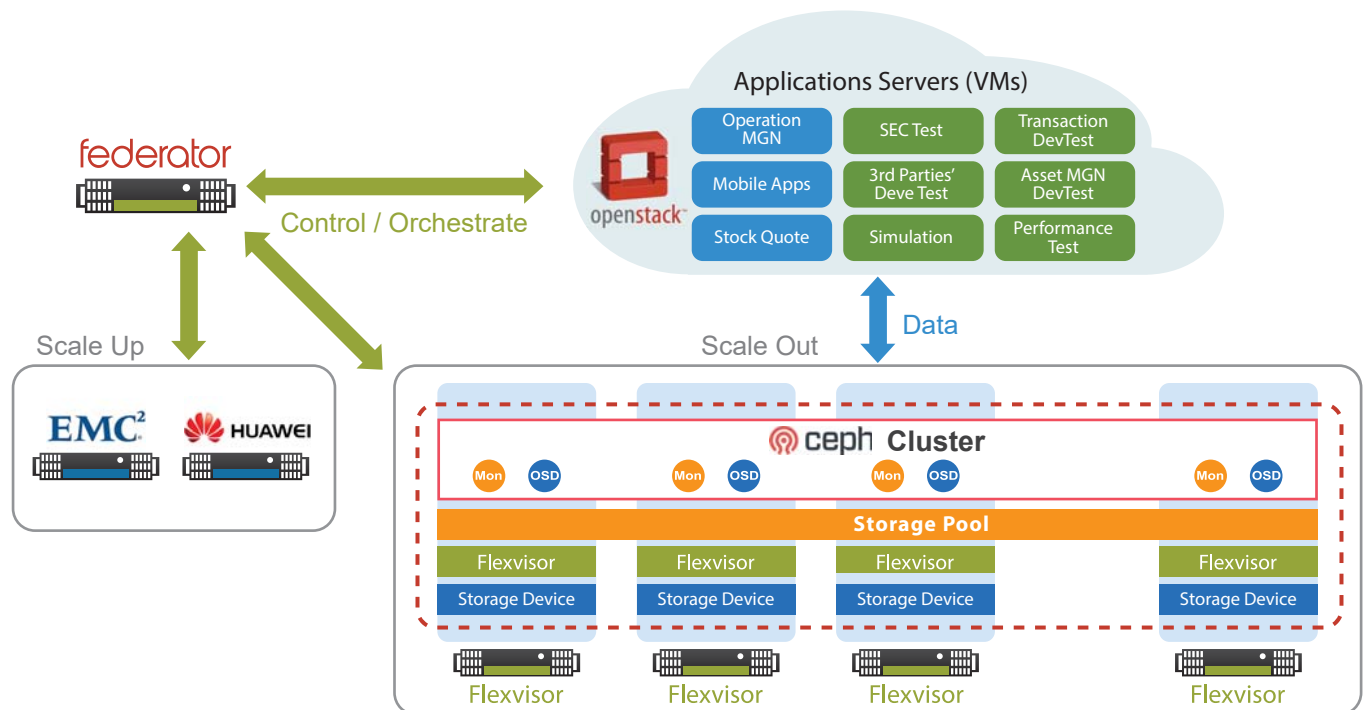 Applications Servers (VMs)
Operation
MGN
SEC Test
Transaction
DevTest
Mobile Apps
3rd Parties'
Deve Test
Asset MGN
DevTest
Stock Quote
Simulation
Performance
Test
openstack™
federator
Control / Orchestrate
Data
Scale Up
EMC²
HUAWEI
Scale Out
ceph Cluster
Mon OSD Mon OSD Mon OSD Mon OSD
Storage Pool
Flexvisor Flexvisor Flexvisor Flexvisor
Storage Device Storage Device Storage Device Storage Device
Flexvisor Flexvisor Flexvisor Flexvisor